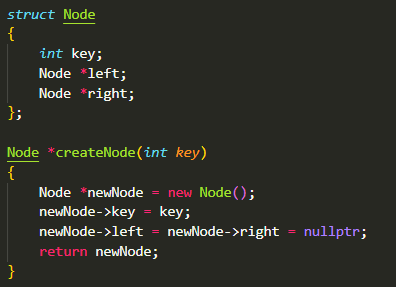 struct Node
{
    int key;
    Node *left;
    Node *right;
};

Node *createNode(int key)
{
    Node *newNode = new Node();
    newNode->key = key;
    newNode->left = newNode->right = nullptr;
    return newNode;
}